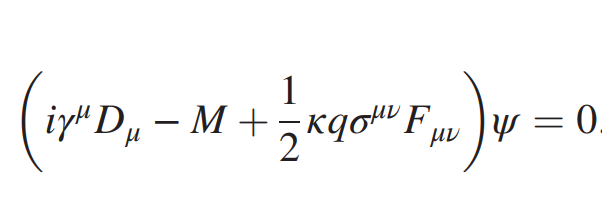 (iγ^μ D_μ − M + 1/2 κqσ^{μν} F_{μν})ψ = 0.